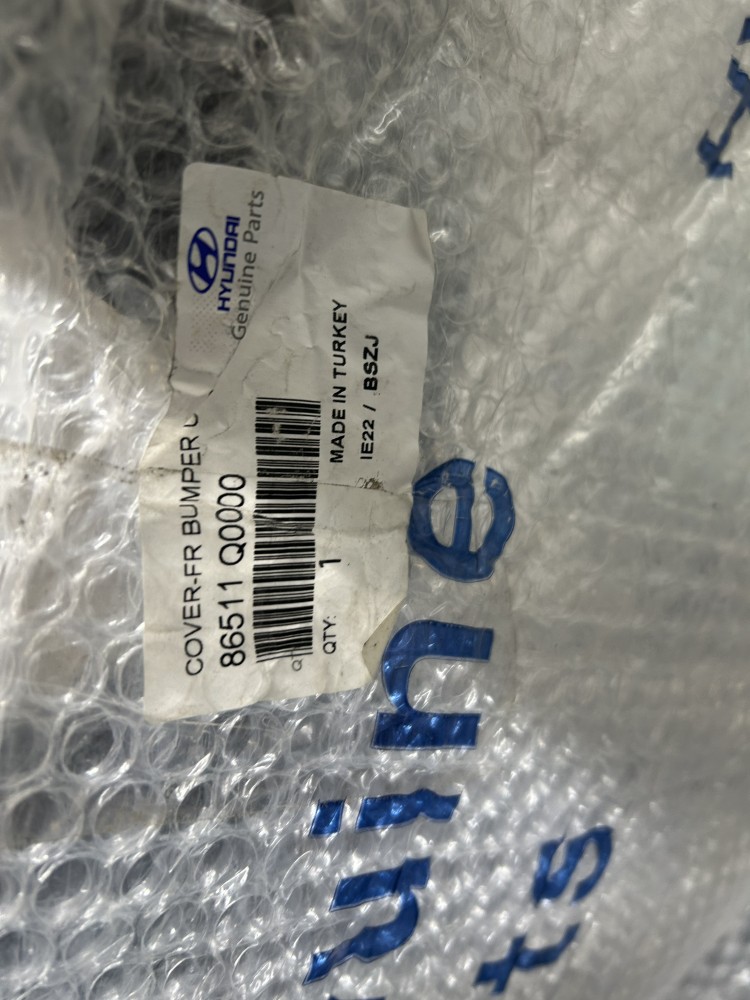 HYUNDAI
Genuine Parts
COVER-FR BUMPER
86511 Q0000
QTY: 1
MADE IN TURKEY
IE22 / BSZJ